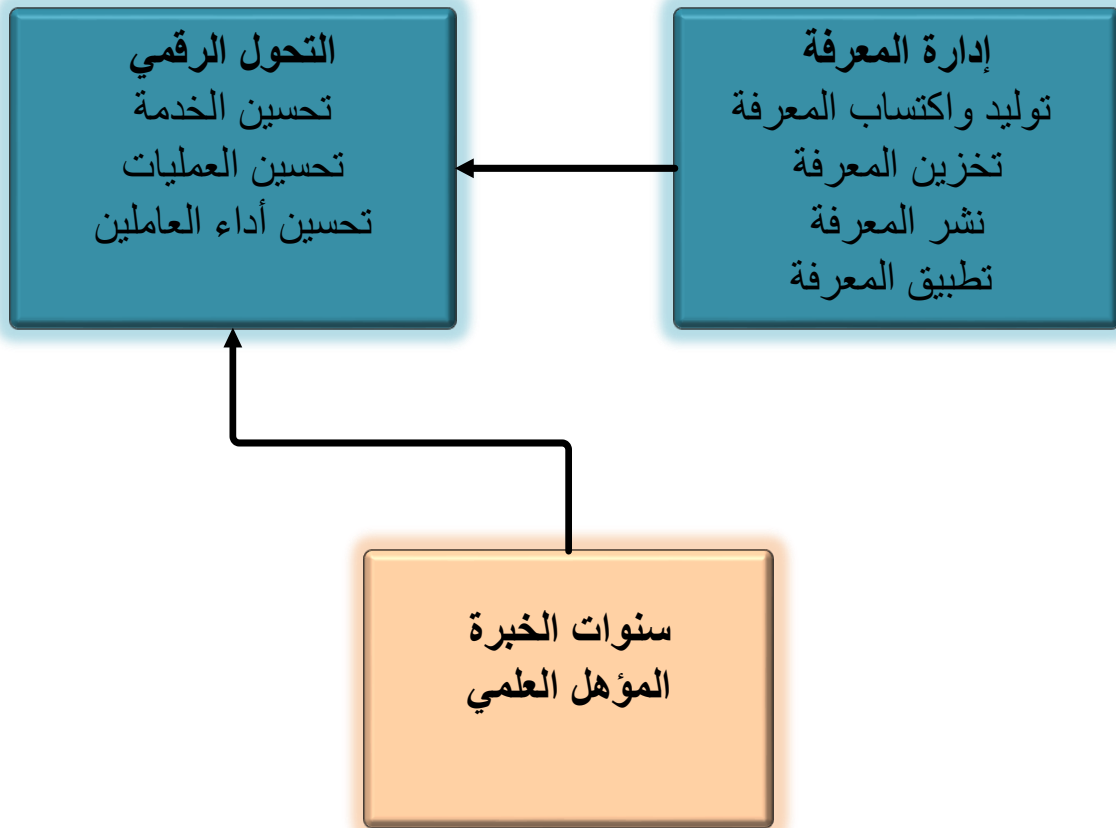 إدارة المعرفة
توليد واكتساب المعرفة
تخزين المعرفة
نشر المعرفة
تطبيق المعرفة
التحول الرقمي
تحسين الخدمة
تحسين العمليات
تحسين أداء العاملين
سنوات الخبرة
المؤهل العلمي